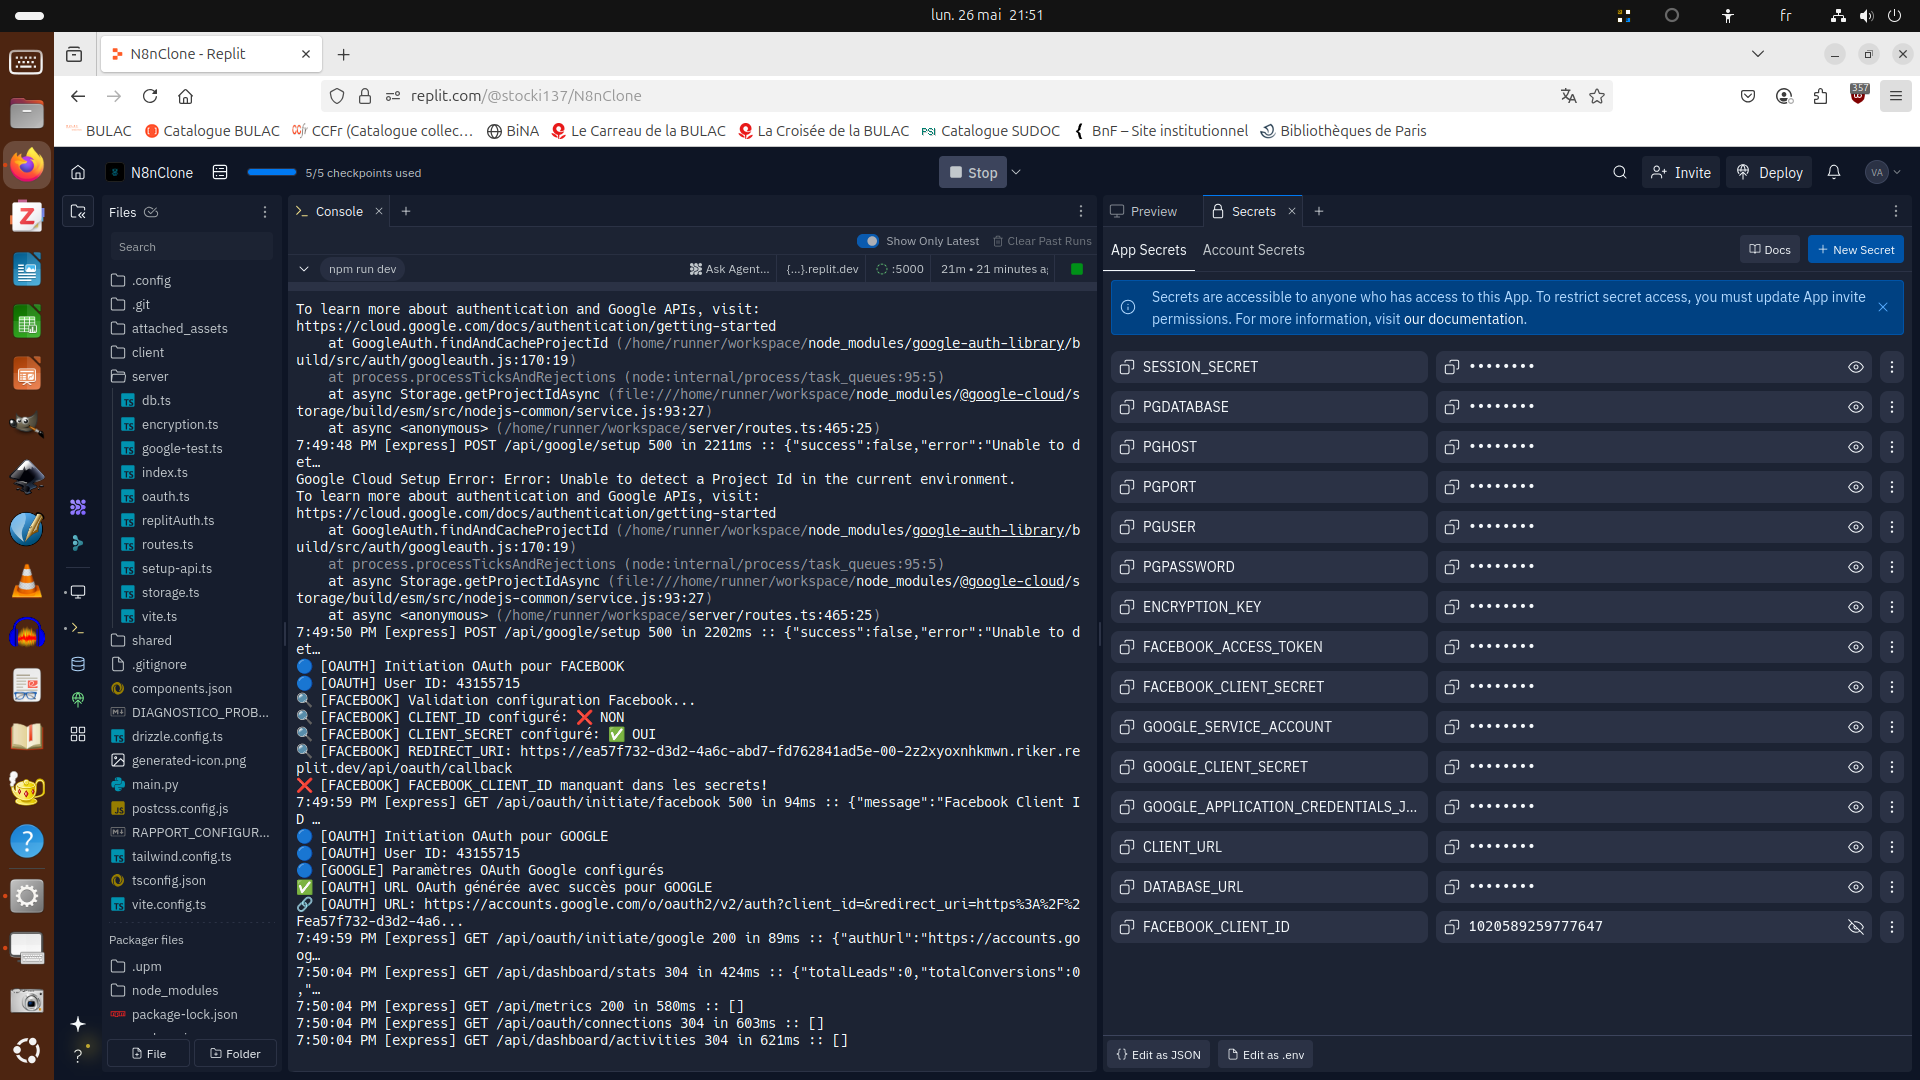 lun. 26 mai 21:51
fr
N8nClone - Replit
replit.com/@stocki137/N8nClone
357
BULAC
Catalogue BULAC
CCFr (Catalogue collec…
BiNA
Le Carreau de la BULAC
La Croisée de la BULAC
PSI Catalogue SUDOC
BnF – Site institutionnel
Bibliothèques de Paris
N8nClone
5/5 checkpoints used
Stop
Invite
Deploy
VA
Files
Search
.config
.git
attached_assets
client
server
db.ts
encryption.ts
google-test.ts
index.ts
oauth.ts
replitAuth.ts
routes.ts
setup-api.ts
storage.ts
vite.ts
shared
.gitignore
components.json
DIAGNOSTICO_PROB...
drizzle.config.ts
generated-icon.png
main.py
postcss.config.js
RAPPORT_CONFIGUR...
tailwind.config.ts
tsconfig.json
vite.config.ts
Packager files
.upm
node_modules
package-lock.json
File
Folder
Console
Show Only Latest
Clear Past Runs
npm run dev
Ask Agent...
{...}.replit.dev
:5000
21m • 21 minutes a
To learn more about authentication and Google APIs, visit:
https://cloud.google.com/docs/authentication/getting-started
at GoogleAuth.findAndCacheProjectId (/home/runner/workspace/node_modules/google-auth-library/b
uild/src/auth/googleauth.js:170:19)
at process.processTicksAndRejections (node:internal/process/task_queues:95:5)
at async Storage.getProjectIdAsync (file:///home/runner/workspace/node_modules/@google-cloud/s
torage/build/esm/src/nodejs-common/service.js:93:27)
at async <anonymous> (/home/runner/workspace/server/routes.ts:465:25)
7:49:48 PM [express] POST /api/google/setup 500 in 2211ms :: {"success":false,"error":"Unable to d
et…
Google Cloud Setup Error: Error: Unable to detect a Project Id in the current environment.
To learn more about authentication and Google APIs, visit:
https://cloud.google.com/docs/authentication/getting-started
at GoogleAuth.findAndCacheProjectId (/home/runner/workspace/node_modules/google-auth-library/b
uild/src/auth/googleauth.js:170:19)
at process.processTicksAndRejections (node:internal/process/task_queues:95:5)
at async Storage.getProjectIdAsync (file:///home/runner/workspace/node_modules/@google-cloud/s
torage/build/esm/src/nodejs-common/service.js:93:27)
at async <anonymous> (/home/runner/workspace/server/routes.ts:465:25)
7:49:50 PM [express] POST /api/google/setup 500 in 2202ms :: {"success":false,"error":"Unable to d
et…
🔵 [OAUTH] Initiation OAuth pour FACEBOOK
🔵 [OAUTH] User ID: 43155715
🔍 [FACEBOOK] Validation configuration Facebook...
🔍 [FACEBOOK] CLIENT_ID configuré: ❌ NON
🔍 [FACEBOOK] CLIENT_SECRET configuré: ✅ OUI
🔍 [FACEBOOK] REDIRECT_URI: https://ea57f732-d3d2-4a6c-abd7-fd762841ad5e-00-2z2xyoxnhkmwn.riker.re
plit.dev/api/oauth/callback
❌ [FACEBOOK] FACEBOOK_CLIENT_ID manquant dans les secrets!
7:49:59 PM [express] GET /api/oauth/initiate/facebook 500 in 94ms :: {"message":"Facebook Client I
D …
🔵 [OAUTH] Initiation OAuth pour GOOGLE
🔵 [OAUTH] User ID: 43155715
🔵 [GOOGLE] Paramètres OAuth Google configurés
✅ [OAUTH] URL OAuth générée avec succès pour GOOGLE
🔗 [OAUTH] URL: https://accounts.google.com/o/oauth2/v2/auth?client_id=&redirect_uri=https%3A%2F%2
Fea57f732-d3d2-4a6...
7:49:59 PM [express] GET /api/oauth/initiate/google 200 in 89ms :: {"authUrl":"https://accounts.go
og…
7:50:04 PM [express] GET /api/dashboard/stats 304 in 424ms :: {"totalLeads":0,"totalConversions":0
,"…
7:50:04 PM [express] GET /api/metrics 200 in 580ms :: []
7:50:04 PM [express] GET /api/oauth/connections 304 in 603ms :: []
7:50:04 PM [express] GET /api/dashboard/activities 304 in 621ms :: []
Preview
Secrets
App Secrets
Account Secrets
Docs
New Secret
Secrets are accessible to anyone who has access to this App. To restrict secret access, you must update App invite
permissions. For more information, visit our documentation.
SESSION_SECRET ••••••••
PGDATABASE ••••••••
PGHOST ••••••••
PGPORT ••••••••
PGUSER ••••••••
PGPASSWORD ••••••••
ENCRYPTION_KEY ••••••••
FACEBOOK_ACCESS_TOKEN ••••••••
FACEBOOK_CLIENT_SECRET ••••••••
GOOGLE_SERVICE_ACCOUNT ••••••••
GOOGLE_CLIENT_SECRET ••••••••
GOOGLE_APPLICATION_CREDENTIALS_J... ••••••••
CLIENT_URL ••••••••
DATABASE_URL ••••••••
FACEBOOK_CLIENT_ID 1020589259777647
Edit as JSON
Edit as .env